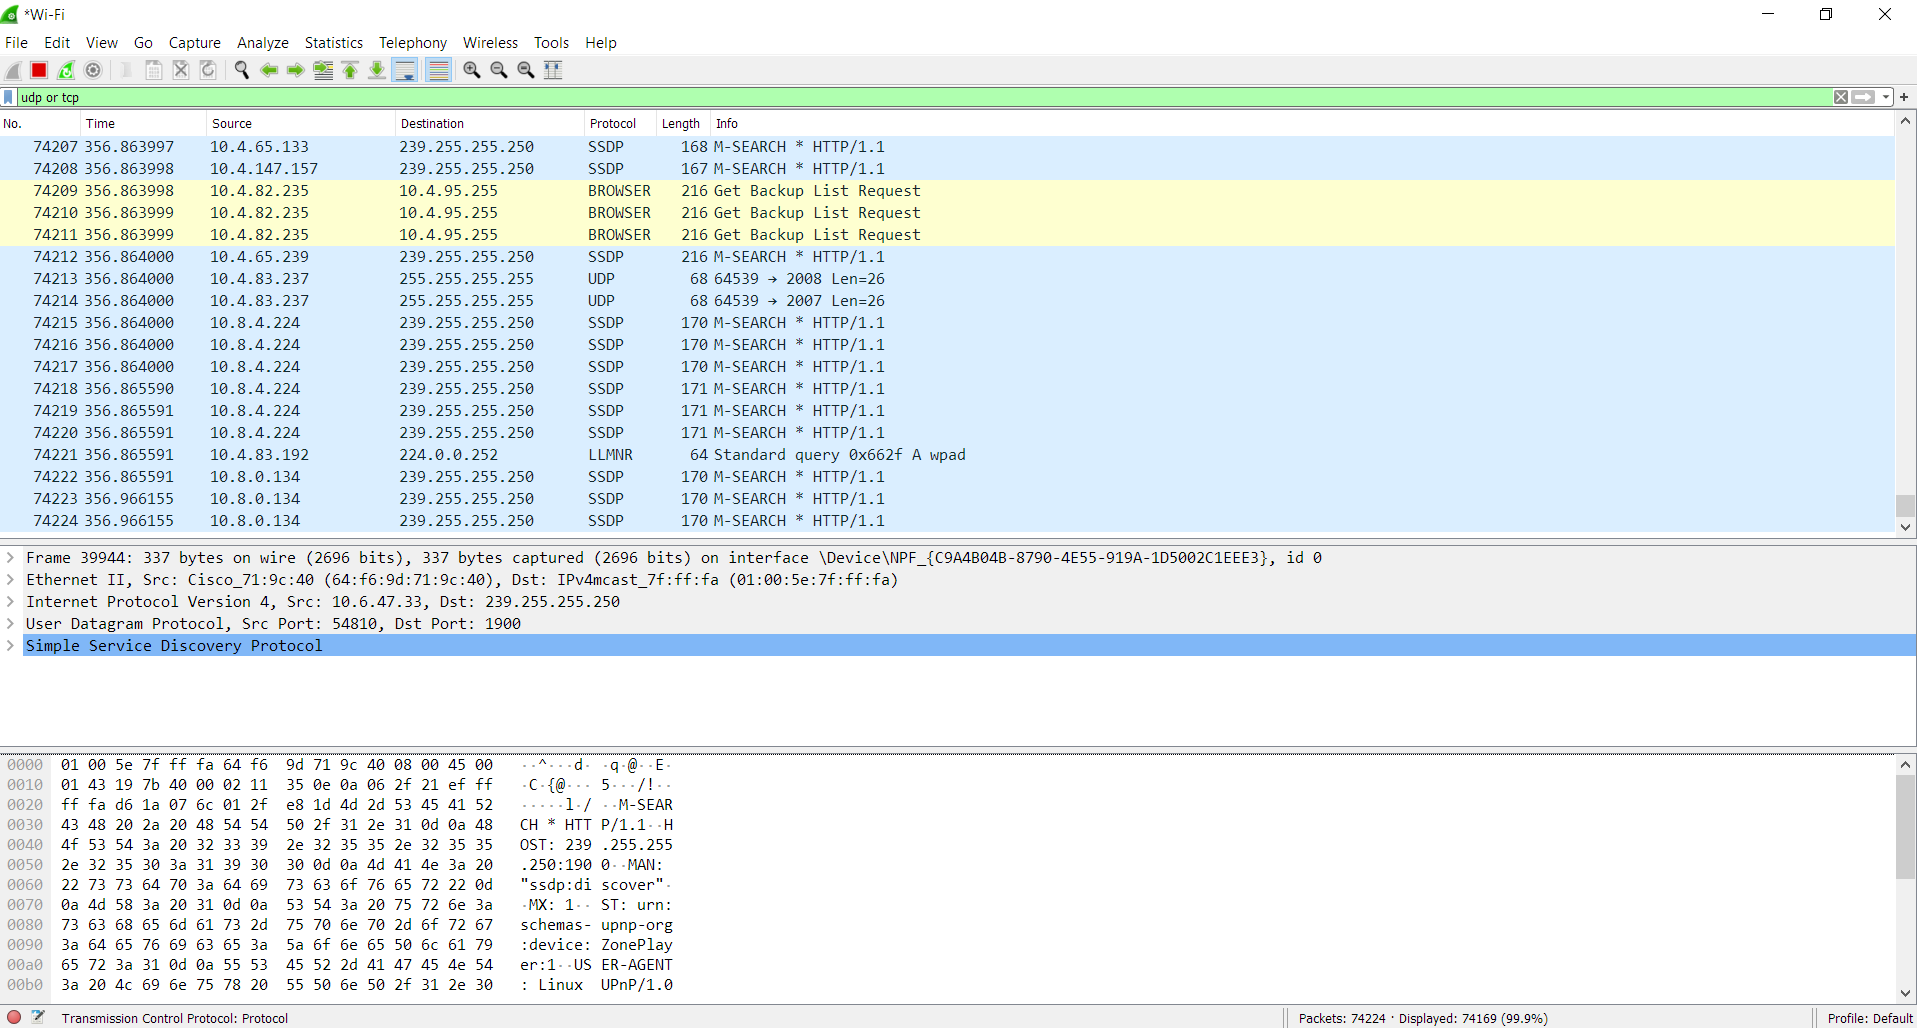 *Wi-Fi
File Edit View Go Capture Analyze Statistics Telephony Wireless Tools Help
udp or tcp
No. Time Source Destination Protocol Length Info
74207 356.863997 10.4.65.133 239.255.255.250 SSDP 168 M-SEARCH * HTTP/1.1
74208 356.863998 10.4.147.157 239.255.255.250 SSDP 167 M-SEARCH * HTTP/1.1
74209 356.863998 10.4.82.235 10.4.95.255 BROWSER 216 Get Backup List Request
74210 356.863999 10.4.82.235 10.4.95.255 BROWSER 216 Get Backup List Request
74211 356.863999 10.4.82.235 10.4.95.255 BROWSER 216 Get Backup List Request
74212 356.864000 10.4.65.239 239.255.255.250 SSDP 216 M-SEARCH * HTTP/1.1
74213 356.864000 10.4.83.237 255.255.255.255 UDP 68 64539 → 2008 Len=26
74214 356.864000 10.4.83.237 255.255.255.255 UDP 68 64539 → 2007 Len=26
74215 356.864000 10.8.4.224 239.255.255.250 SSDP 170 M-SEARCH * HTTP/1.1
74216 356.864000 10.8.4.224 239.255.255.250 SSDP 170 M-SEARCH * HTTP/1.1
74217 356.864000 10.8.4.224 239.255.255.250 SSDP 170 M-SEARCH * HTTP/1.1
74218 356.865590 10.8.4.224 239.255.255.250 SSDP 171 M-SEARCH * HTTP/1.1
74219 356.865591 10.8.4.224 239.255.255.250 SSDP 171 M-SEARCH * HTTP/1.1
74220 356.865591 10.8.4.224 239.255.255.250 SSDP 171 M-SEARCH * HTTP/1.1
74221 356.865591 10.4.83.192 224.0.0.252 LLMNR 64 Standard query 0x662f A wpad
74222 356.865591 10.8.0.134 239.255.255.250 SSDP 170 M-SEARCH * HTTP/1.1
74223 356.966155 10.8.0.134 239.255.255.250 SSDP 170 M-SEARCH * HTTP/1.1
74224 356.966155 10.8.0.134 239.255.255.250 SSDP 170 M-SEARCH * HTTP/1.1
Frame 39944: 337 bytes on wire (2696 bits), 337 bytes captured (2696 bits) on interface \Device\NPF_{C9A4B04B-8790-4E55-919A-1D5002C1EEE3}, id 0
Ethernet II, Src: Cisco_71:9c:40 (64:f6:9d:71:9c:40), Dst: IPv4mcast_7f:ff:fa (01:00:5e:7f:ff:fa)
Internet Protocol Version 4, Src: 10.6.47.33, Dst: 239.255.255.250
User Datagram Protocol, Src Port: 54810, Dst Port: 1900
Simple Service Discovery Protocol
0000 01 00 5e 7f ff fa 64 f6 9d 71 9c 40 08 00 45 00 ··^···d· ·q·@··E·
0010 01 43 19 7b 40 00 02 11 35 0e 0a 06 2f 21 ef ff ·C·{@··· 5···/!··
0020 ff fa d6 1a 07 6c 01 2f e8 1d 4d 2d 53 45 41 52 ·····l·/ ··M-SEAR
0030 43 48 20 2a 20 48 54 54 50 2f 31 2e 31 0d 0a 48 CH * HTT P/1.1··H
0040 4f 53 54 3a 20 32 33 39 2e 32 35 35 2e 32 35 35 OST: 239 .255.255
0050 2e 32 35 30 3a 31 39 30 30 0d 0a 4d 41 4e 3a 20 .250:190 0··MAN:
0060 22 73 73 64 70 3a 64 69 73 63 6f 76 65 72 22 0d "ssdp:di scover"·
0070 0a 4d 58 3a 20 31 0d 0a 53 54 3a 20 75 72 6e 3a ·MX: 1·· ST: urn:
0080 73 63 68 65 6d 61 73 2d 75 70 6e 70 2d 6f 72 67 schemas- upnp-org
0090 3a 64 65 76 69 63 65 3a 5a 6f 6e 65 50 6c 61 79 :device: ZonePlay
00a0 65 72 3a 31 0d 0a 55 53 45 52 2d 41 47 45 4e 54 er:1··US ER-AGENT
00b0 3a 20 4c 69 6e 75 78 20 55 50 6e 50 2f 31 2e 30 : Linux UPnP/1.0
Transmission Control Protocol: Protocol Packets: 74224 · Displayed: 74169 (99.9%) Profile: Default